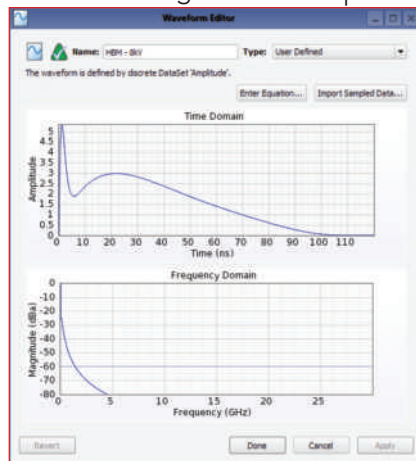 Waveform Editor
Name: HBM - 8kV Type: User Defined
The waveform is defined by discrete DataSet 'Amplitude'.
Enter Equation... Import Sampled Data...
Time Domain
Amplitude
5
4.5
4
3.5
3
2.5
2
1.5
1
0.5
0
0 10 20 30 40 50 60 70 80 90 100 110
Time (ns)
Frequency Domain
Magnitude (dBa)
0
-10
-20
-30
-40
-50
-60
-70
-80
0 5 10 15 20 25
Frequency (GHz)
Revert Done Cancel Apply